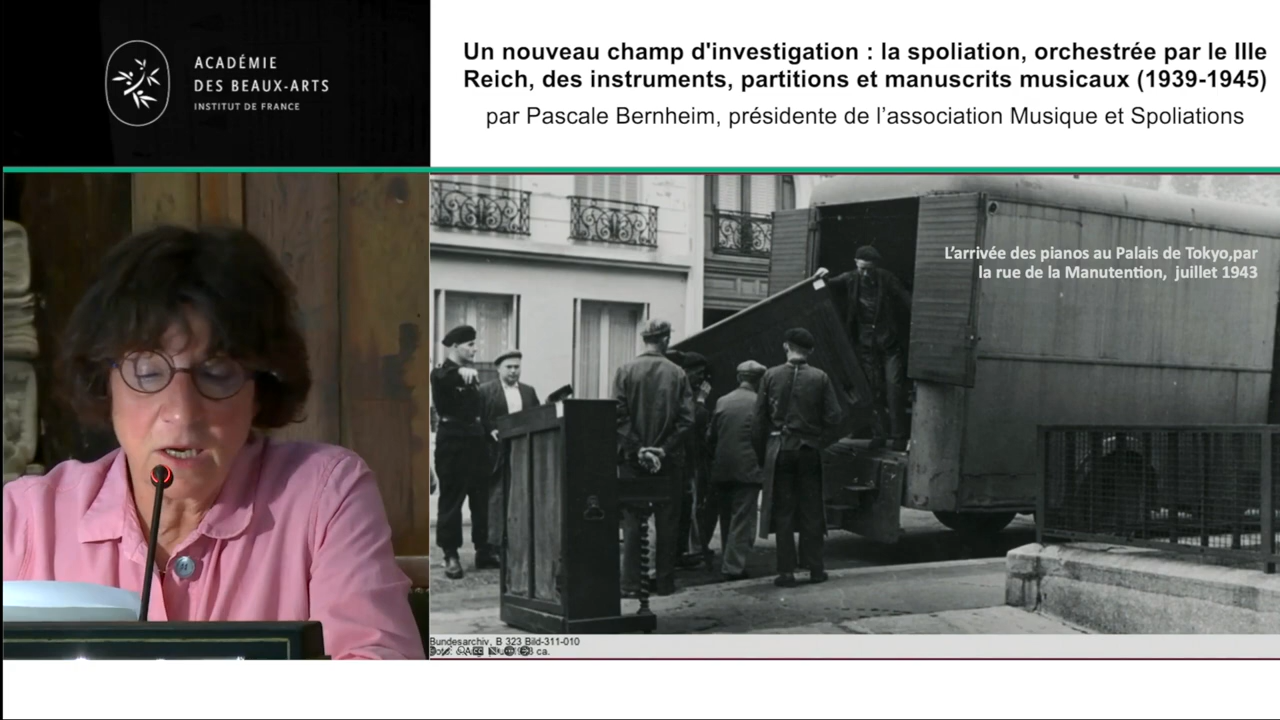 ACADÉMIE
DES BEAUX-ARTS
INSTITUT DE FRANCE
Un nouveau champ d'investigation : la spoliation, orchestrée par le IIIe
Reich, des instruments, partitions et manuscrits musicaux (1939-1945)
par Pascale Bernheim, présidente de l’association Musique et Spoliations
L’arrivée des pianos au Palais de Tokyo,par
la rue de la Manutention, juillet 1943
Bundesarchiv, B 323 Bild-311-010
ca.